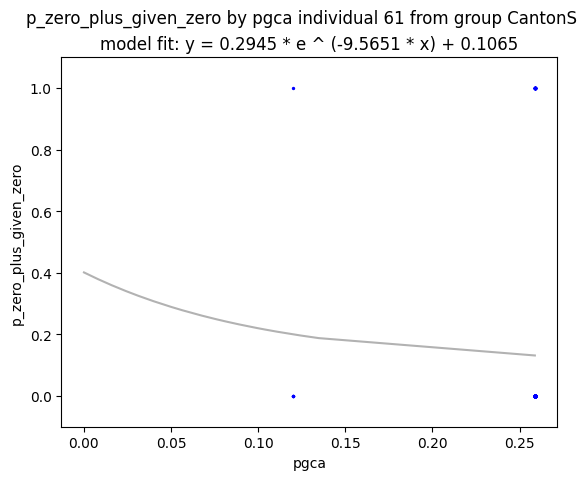 p_zero_plus_given_zero by pgca individual 61 from group CantonS
model fit: y = 0.2945 * e ^ (-9.5651 * x) + 0.1065
1.0
0.8
0.6
0.4
0.2
0.0
p_zero_plus_given_zero
0.00 0.05 0.10 0.15 0.20 0.25
pgca